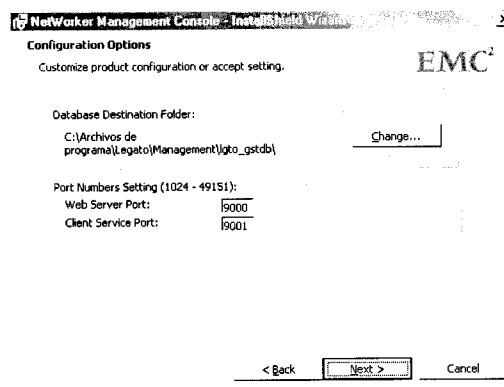 NetWorker Management Console - InstallShield Wizard
Configuration Options
Customize product configuration or accept setting.
EMC²
Database Destination Folder:
C:\Archivos de
programa\Legato\Management\lgto_gstdb\
Change...
Port Numbers Setting (1024 - 49151):
Web Server Port: 9000
Client Service Port: 9001
< Back Next > Cancel